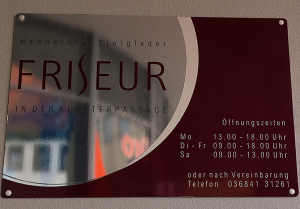 Hannelore Steigleder
FRISEUR
IN DER KLOSTERPASSAGE
Öffnungszeiten
Mo 13.00 - 18.00 Uhr
Di - Fr 09.00 - 18.00 Uhr
Sa 09.00 - 13.00 Uhr
oder nach Vereinbarung
Telefon 036841 31261